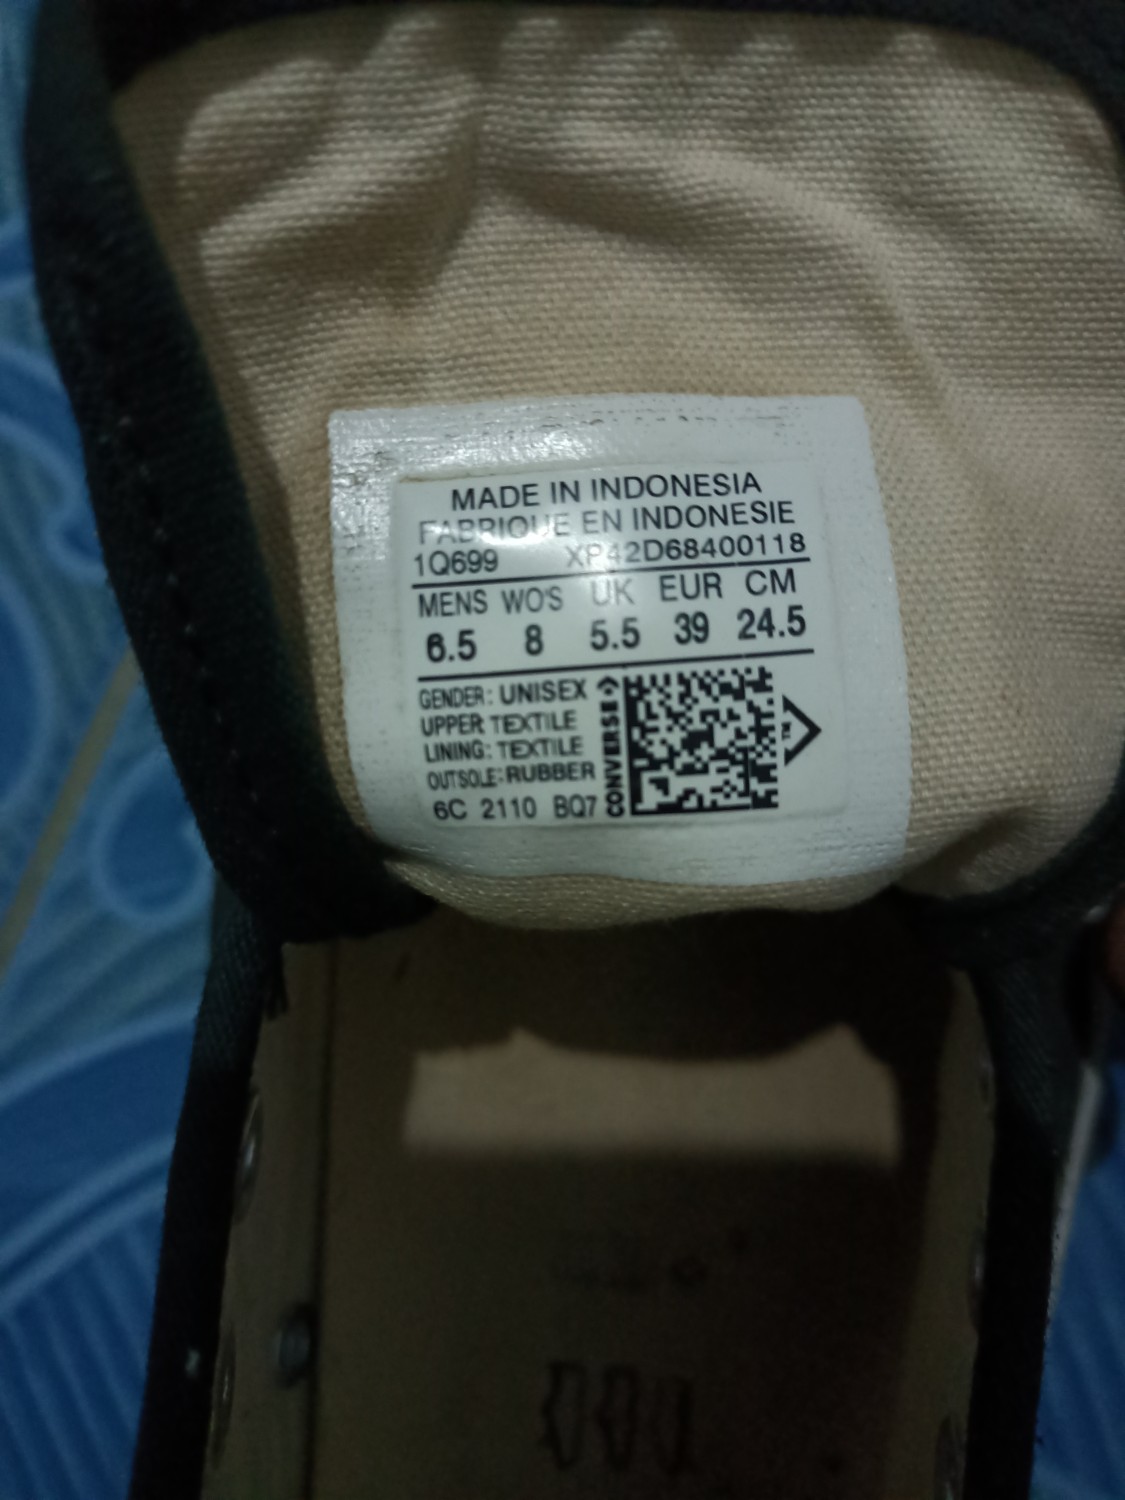 MADE IN INDONESIA
FABRIQUE EN INDONESIE
1Q699 XP42D68400118
MENS WO'S UK EUR CM
6.5 8 5.5 39 24.5
GENDER: UNISEX
UPPER: TEXTILE
LINING: TEXTILE
OUTSOLE: RUBBER
6C 2110 BQ7
CONVERSE
TM